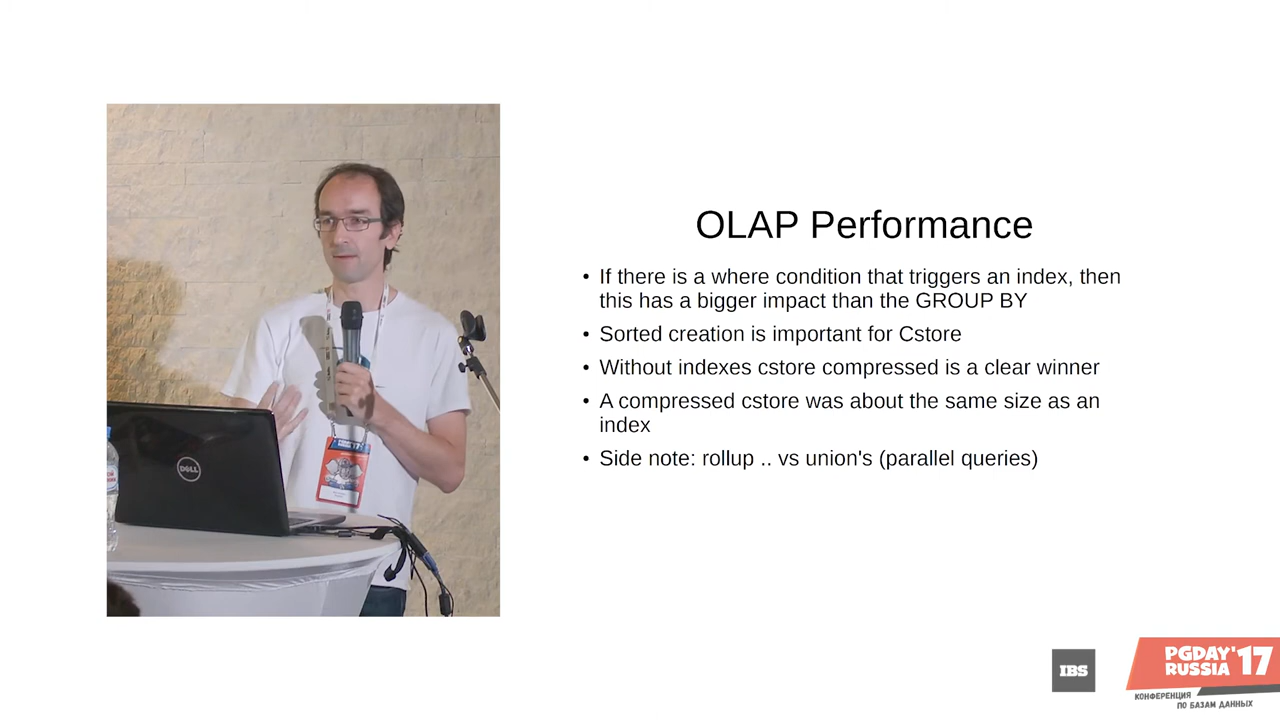 OLAP Performance
• If there is a where condition that triggers an index, then
this has a bigger impact than the GROUP BY
• Sorted creation is important for Cstore
• Without indexes cstore compressed is a clear winner
• A compressed cstore was about the same size as an
index
• Side note: rollup .. vs union's (parallel queries)
DELL
IBS
PGDAY'17
RUSSIA
КОНФЕРЕНЦИЯ
ПО БАЗАМ ДАННЫХ